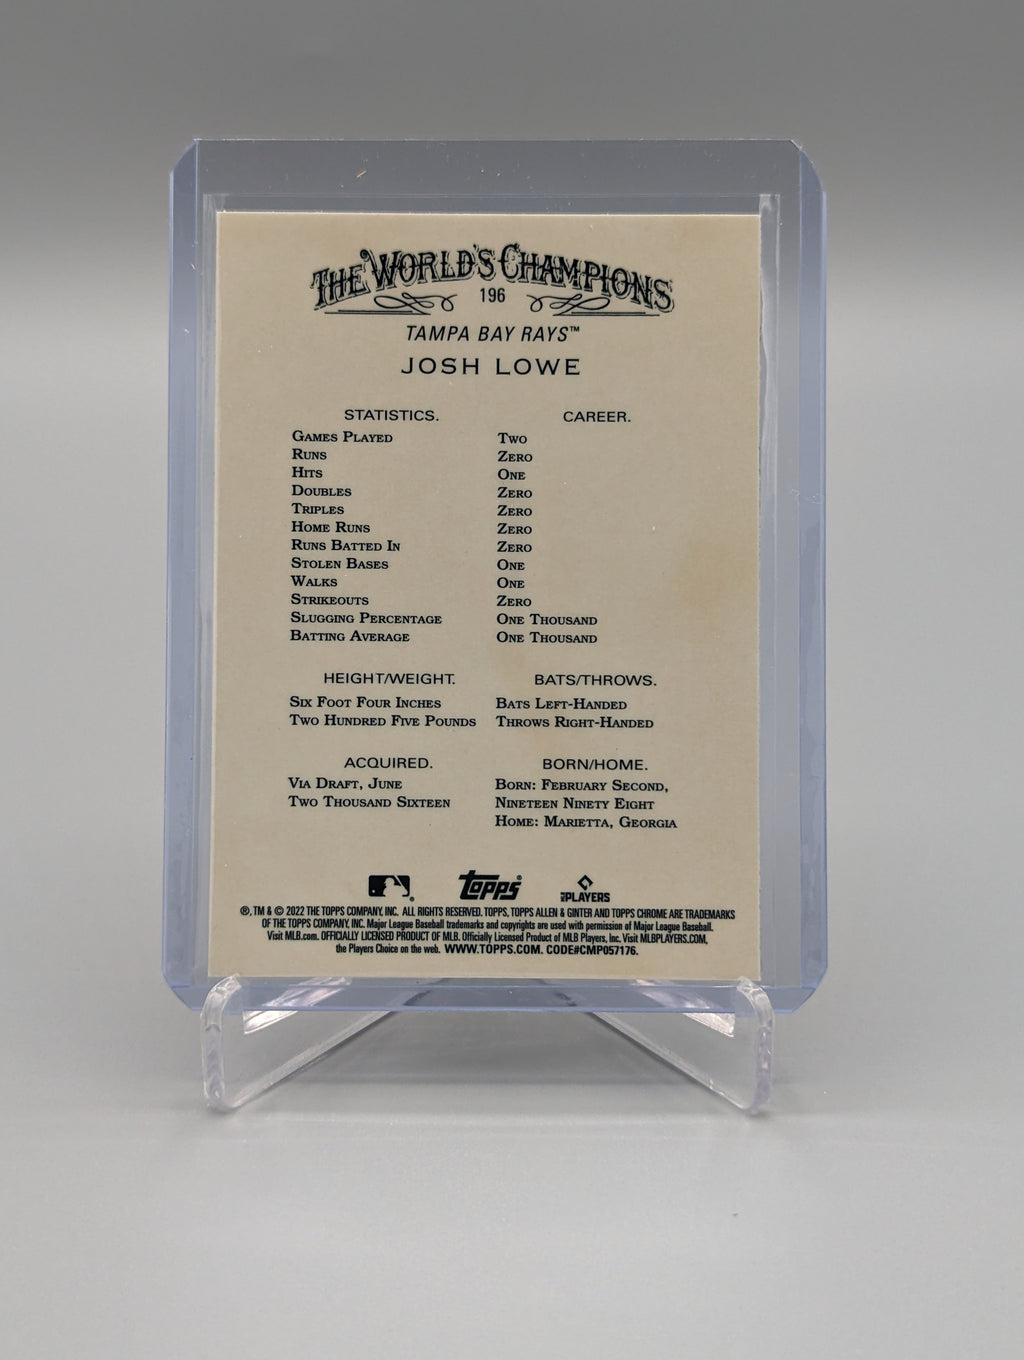 THE WORLD'S CHAMPIONS
196
TAMPA BAY RAYS™
JOSH LOWE
STATISTICS. CAREER.
GAMES PLAYED TWO
RUNS ZERO
HITS ONE
DOUBLES ZERO
TRIPLES ZERO
HOME RUNS ZERO
RUNS BATTED IN ZERO
STOLEN BASES ONE
WALKS ONE
STRIKEOUTS ZERO
SLUGGING PERCENTAGE ONE THOUSAND
BATTING AVERAGE ONE THOUSAND
HEIGHT/WEIGHT. BATS/THROWS.
SIX FOOT FOUR INCHES BATS LEFT-HANDED
TWO HUNDRED FIVE POUNDS THROWS RIGHT-HANDED
ACQUIRED. BORN/HOME.
VIA DRAFT, JUNE BORN: FEBRUARY SECOND,
TWO THOUSAND SIXTEEN NINETEEN NINETY EIGHT
HOME: MARIETTA, GEORGIA
Topps® MLB PLAYERS
®, TM & © 2022 THE TOPPS COMPANY, INC. ALL RIGHTS RESERVED. TOPPS, TOPPS ALLEN & GINTER AND TOPPS CHROME ARE TRADEMARKS
OF THE TOPPS COMPANY, INC. Major League Baseball trademarks and copyrights are used with permission of Major League Baseball.
Visit MLB.com. OFFICIALLY LICENSED PRODUCT OF MLB. Officially Licensed Product of MLB Players, Inc. Visit MLBPLAYERS.COM,
the Players Choice on the web. WWW.TOPPS.COM. CODE#CMP057176.